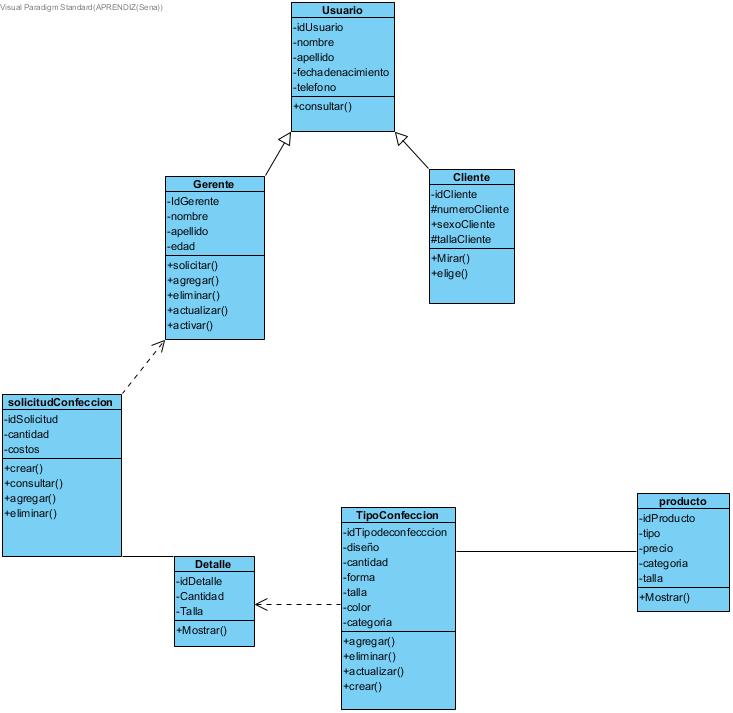 Visual Paradigm Standard(APRENDIZ(Sena))
Usuario
-idUsuario
-nombre
-apellido
-fechadenacimiento
-telefono
+consultar()
Gerente
-IdGerente
-nombre
-apellido
-edad
+solicitar()
+agregar()
+eliminar()
+actualizar()
+activar()
Cliente
-idCliente
#numeroCliente
+sexoCliente
#tallaCliente
+Mirar()
+elige()
solicitudConfeccion
-idSolicitud
-cantidad
-costos
+crear()
+consultar()
+agregar()
+eliminar()
Detalle
-idDetalle
-Cantidad
-Talla
+Mostrar()
TipoConfeccion
-idTipodeconfecccion
-diseño
-cantidad
-forma
-talla
-color
-categoria
+agregar()
+eliminar()
+actualizar()
+crear()
producto
-idProducto
-tipo
-precio
-categoria
-talla
+Mostrar()